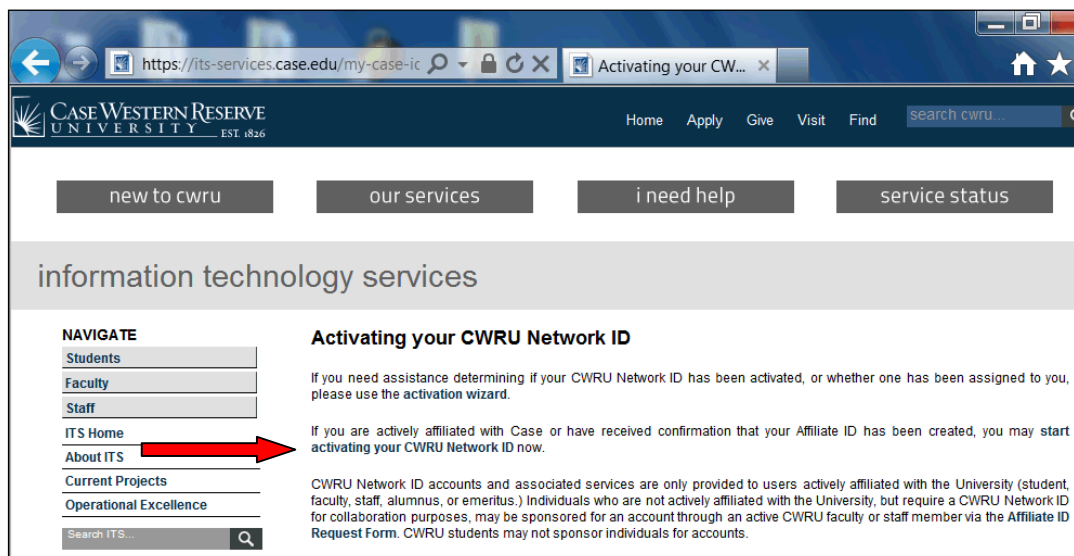 https://its-services.case.edu/my-case-ic
Activating your CW...
CASE WESTERN RESERVE
UNIVERSITY EST. 1826
Home Apply Give Visit Find search cwru...
new to cwru our services i need help service status
information technology services
NAVIGATE
Students
Faculty
Staff
ITS Home
About ITS
Current Projects
Operational Excellence
Search ITS...
Activating your CWRU Network ID
If you need assistance determining if your CWRU Network ID has been activated, or whether one has been assigned to you,
please use the activation wizard.
If you are actively affiliated with Case or have received confirmation that your Affiliate ID has been created, you may start
activating your CWRU Network ID now.
CWRU Network ID accounts and associated services are only provided to users actively affiliated with the University (student,
faculty, staff, alumnus, or emeritus.) Individuals who are not actively affiliated with the University, but require a CWRU Network ID
for collaboration purposes, may be sponsored for an account through an active CWRU faculty or staff member via the Affiliate ID
Request Form. CWRU students may not sponsor individuals for accounts.